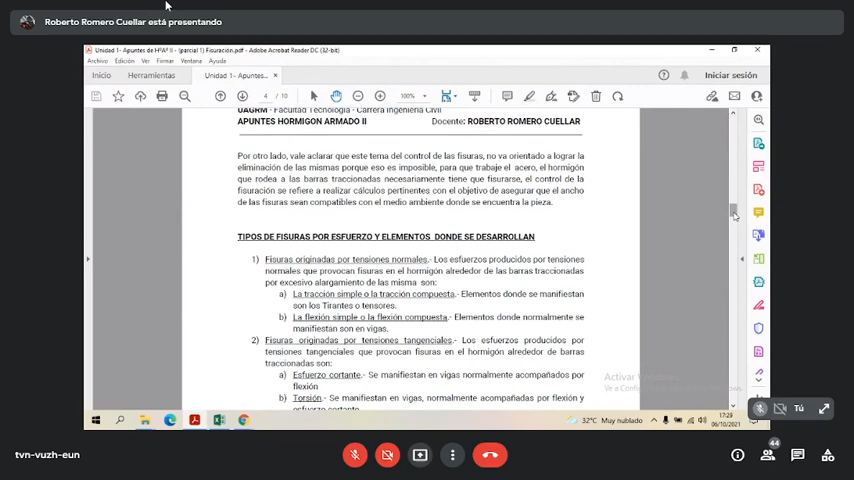 Roberto Romero Cuellar está presentando
Unidad 1- Apuntes de HºAº II - (parcial 1) Fisuración.pdf - Adobe Acrobat Reader DC (32-bit)
Archivo Edición Ver Firmar Ventana Ayuda
Inicio Herramientas Unidad 1- Apuntes... × Iniciar sesión
4 / 10 100%
UAGRM - Facultad Tecnología - Carrera Ingeniería Civil
APUNTES HORMIGON ARMADO II Docente: ROBERTO ROMERO CUELLAR
Por otro lado, vale aclarar que este tema del control de las fisuras, no va orientado a lograr la
eliminación de las mismas porque eso es imposible, para que trabaje el acero, el hormigón
que rodea a las barras traccionadas necesariamente tiene que fisurarse, el control de la
fisuración se refiere a realizar cálculos pertinentes con el objetivo de asegurar que el ancho
de las fisuras sean compatibles con el medio ambiente donde se encuentra la pieza.
TIPOS DE FISURAS POR ESFUERZO Y ELEMENTOS DONDE SE DESARROLLAN
1) Fisuras originadas por tensiones normales.- Los esfuerzos producidos por tensiones
normales que provocan fisuras en el hormigón alrededor de las barras traccionadas
por excesivo alargamiento de las misma son:
a) La tracción simple o la tracción compuesta.- Elementos donde se manifiestan
son los Tirantes o tensores.
b) La flexión simple o la flexión compuesta.- Elementos donde normalmente se
manifiestan son en vigas.
2) Fisuras originadas por tensiones tangenciales.- Los esfuerzos producidos por
tensiones tangenciales que provocan fisuras en el hormigón alrededor de barras
traccionadas son:
a) Esfuerzo cortante.- Se manifiestan en vigas normalmente acompañados por
flexión
b) Torsión.- Se manifiestan en vigas, normalmente acompañadas por flexión y
esfuerzo cortante.
Activar Windows
32°C Muy nublado
17:29
06/10/2021
Tú
tvn-vuzh-eun
44